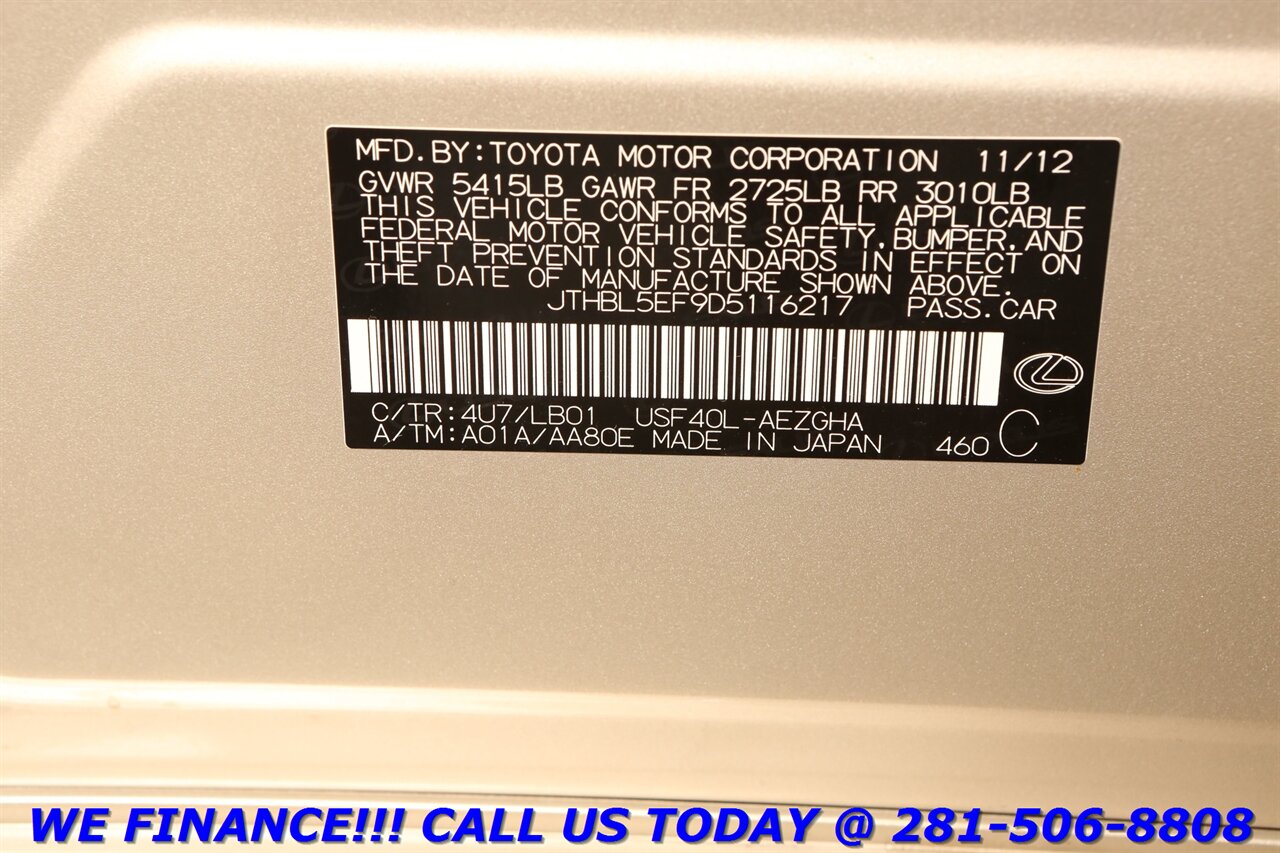 MFD.BY:TOYOTA MOTOR CORPORATION 11/12
GVWR 5415LB GAWR FR 2725LB RR 3010LB
THIS VEHICLE CONFORMS TO ALL APPLICABLE
FEDERAL MOTOR VEHICLE SAFETY,BUMPER,AND
THEFT PREVENTION STANDARDS IN EFFECT ON
THE DATE OF MANUFACTURE SHOWN ABOVE.
JTHBL5EF9D5116217 PASS.CAR
C/TR:4U7/LB01 USF40L-AEZGHA
A/TM:A01A/AA80E MADE IN JAPAN 460 C
WE FINANCE!!! CALL US TODAY @ 281-506-8808